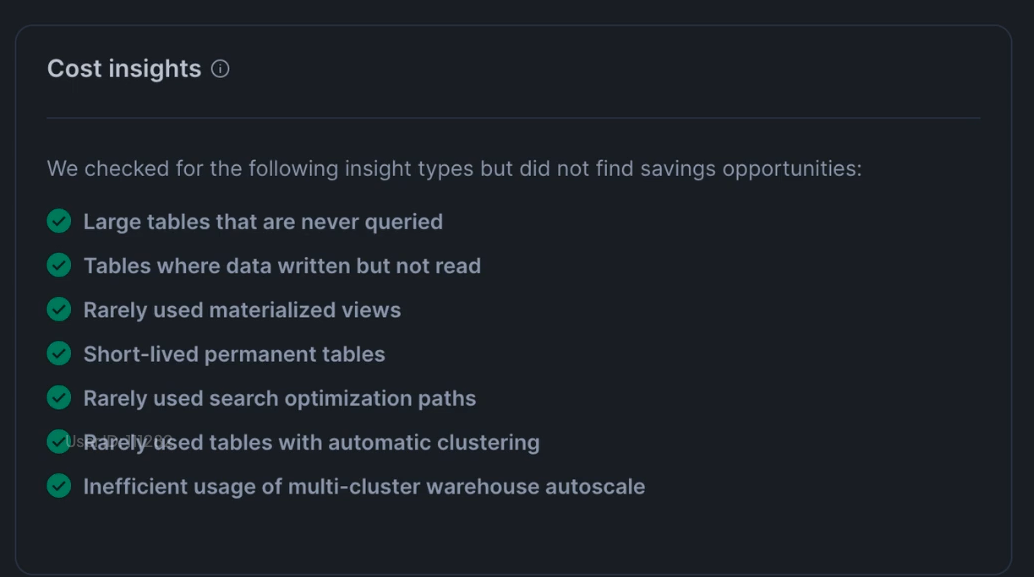 Cost insights
We checked for the following insight types but did not find savings opportunities:
Large tables that are never queried
Tables where data written but not read
Rarely used materialized views
Short-lived permanent tables
Rarely used search optimization paths
Rarely used tables with automatic clustering
Inefficient usage of multi-cluster warehouse autoscale